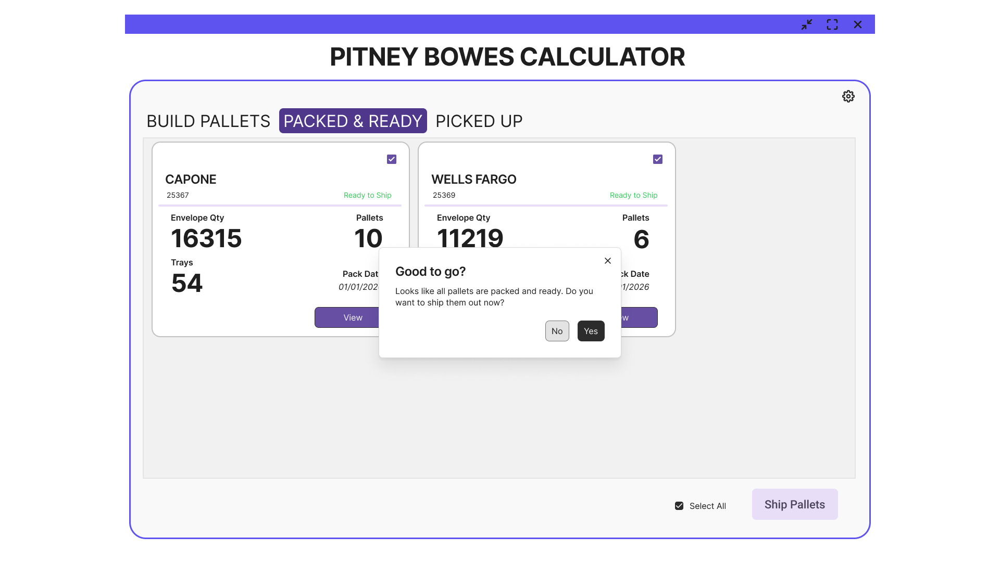 PITNEY BOWES CALCULATOR
BUILD PALLETS PACKED & READY PICKED UP
CAPONE
25367 Ready to Ship
Envelope Qty Pallets
16315 10
Trays
54
Pack Dat
01/01/202
View
WELLS FARGO
25369 Ready to Ship
Envelope Qty Pallets
11219 6
ck Date
1/2026
ew
Good to go?
Looks like all pallets are packed and ready. Do you
want to ship them out now?
No Yes
Select All Ship Pallets